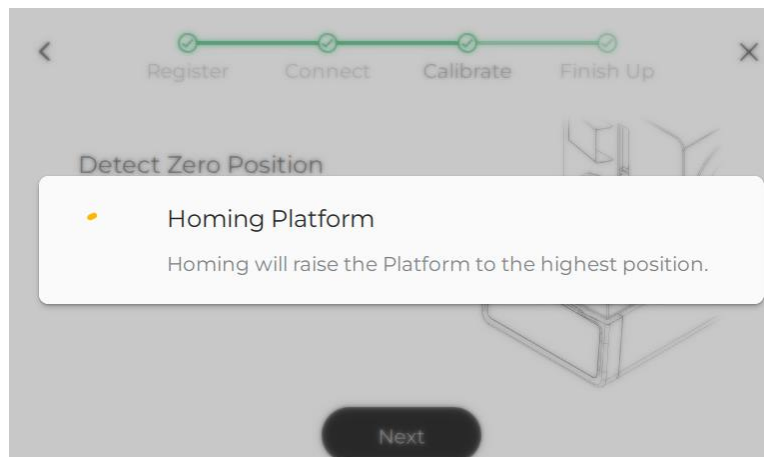 Register Connect Calibrate Finish Up
Detect Zero Position
Homing Platform
Homing will raise the Platform to the highest position.
Next